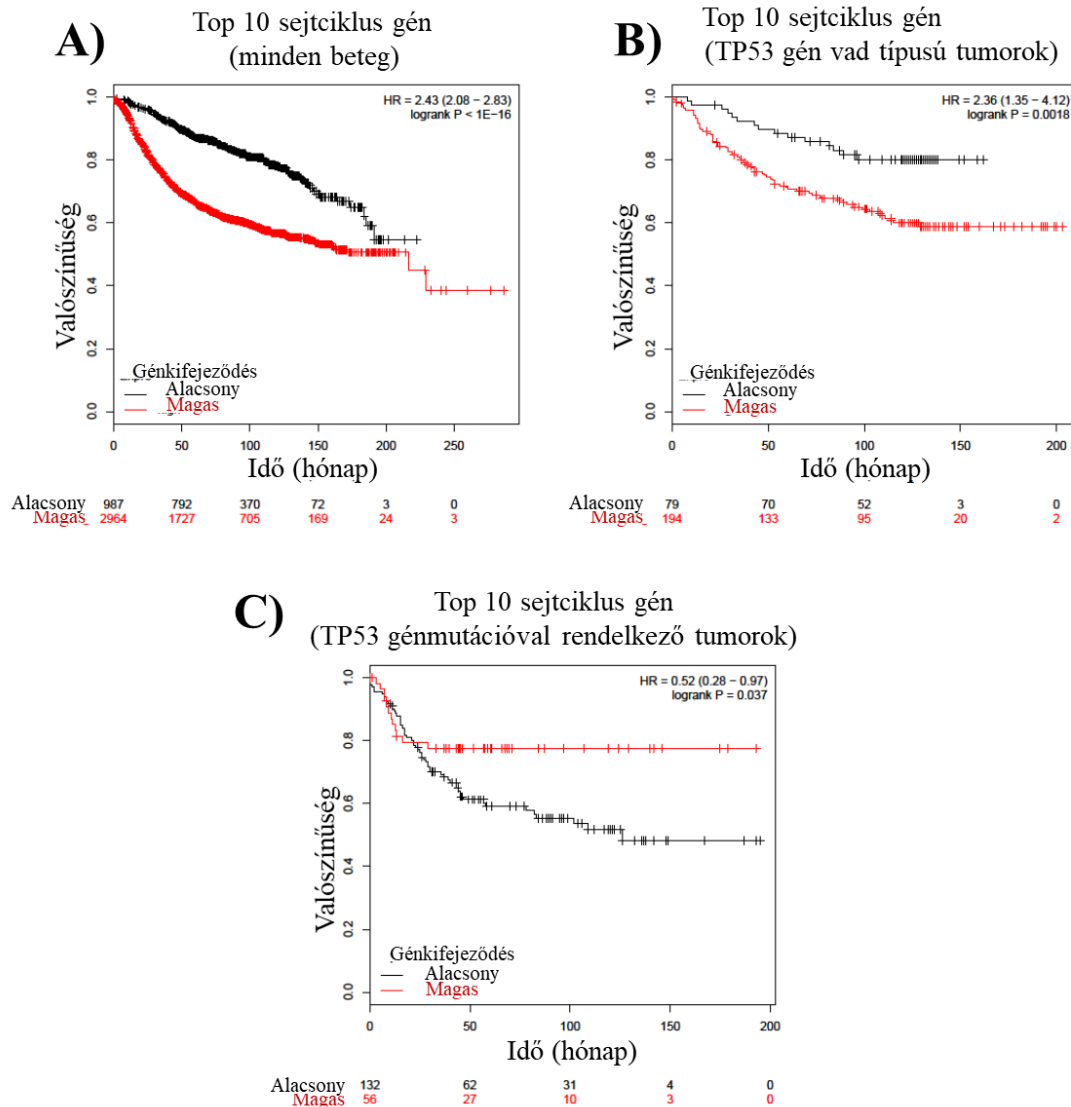 A)
Top 10 sejtciklus gén
(minden beteg)
HR = 2.43 (2.08 − 2.83)
logrank P < 1E−16
Valószínűség
1.0
0.8
0.6
0.4
0.2
0.0
Génkifejeződés
Alacsony
Magas
0 50 100 150 200 250
Idő (hónap)
Alacsony 987 792 370 72 3 0
Magas 2964 1727 705 169 24 3
B)
Top 10 sejtciklus gén
(TP53 gén vad típusú tumorok)
HR = 2.36 (1.35 − 4.12)
logrank P = 0.0018
Valószínűség
1.0
0.8
0.6
0.4
0.2
0.0
Génkifejeződés
Alacsony
Magas
0 50 100 150 200
Idő (hónap)
Alacsony 79 70 52 3 0
Magas 194 133 95 20 2
C)
Top 10 sejtciklus gén
(TP53 génmutációval rendelkező tumorok)
HR = 0.52 (0.28 − 0.97)
logrank P = 0.037
Valószínűség
1.0
0.8
0.6
0.4
0.2
0.0
Génkifejeződés
Alacsony
Magas
0 50 100 150 200
Idő (hónap)
Alacsony 132 62 31 4 0
Magas 56 27 10 3 0